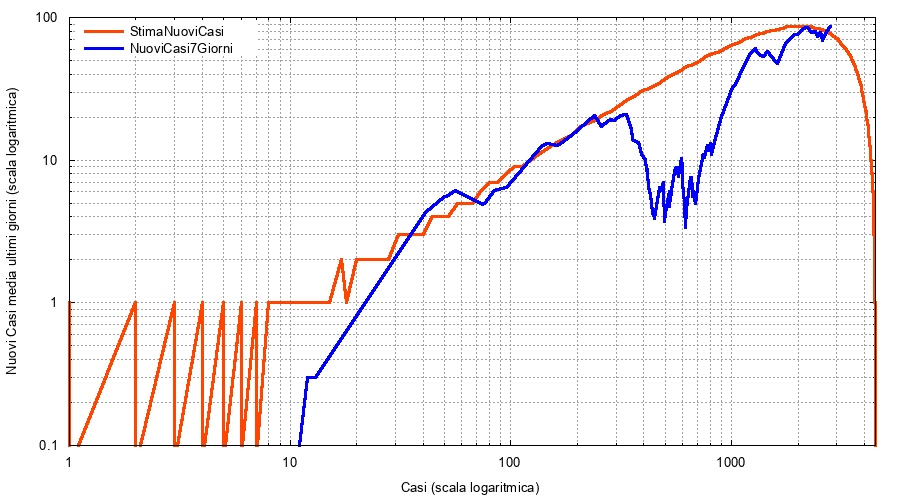 100
StimaNuoviCasi
NuoviCasi7Giorni
10
1
0.1
Nuovi Casi media ultimi giorni (scala logaritmica)
1 10 100 1000
Casi (scala logaritmica)